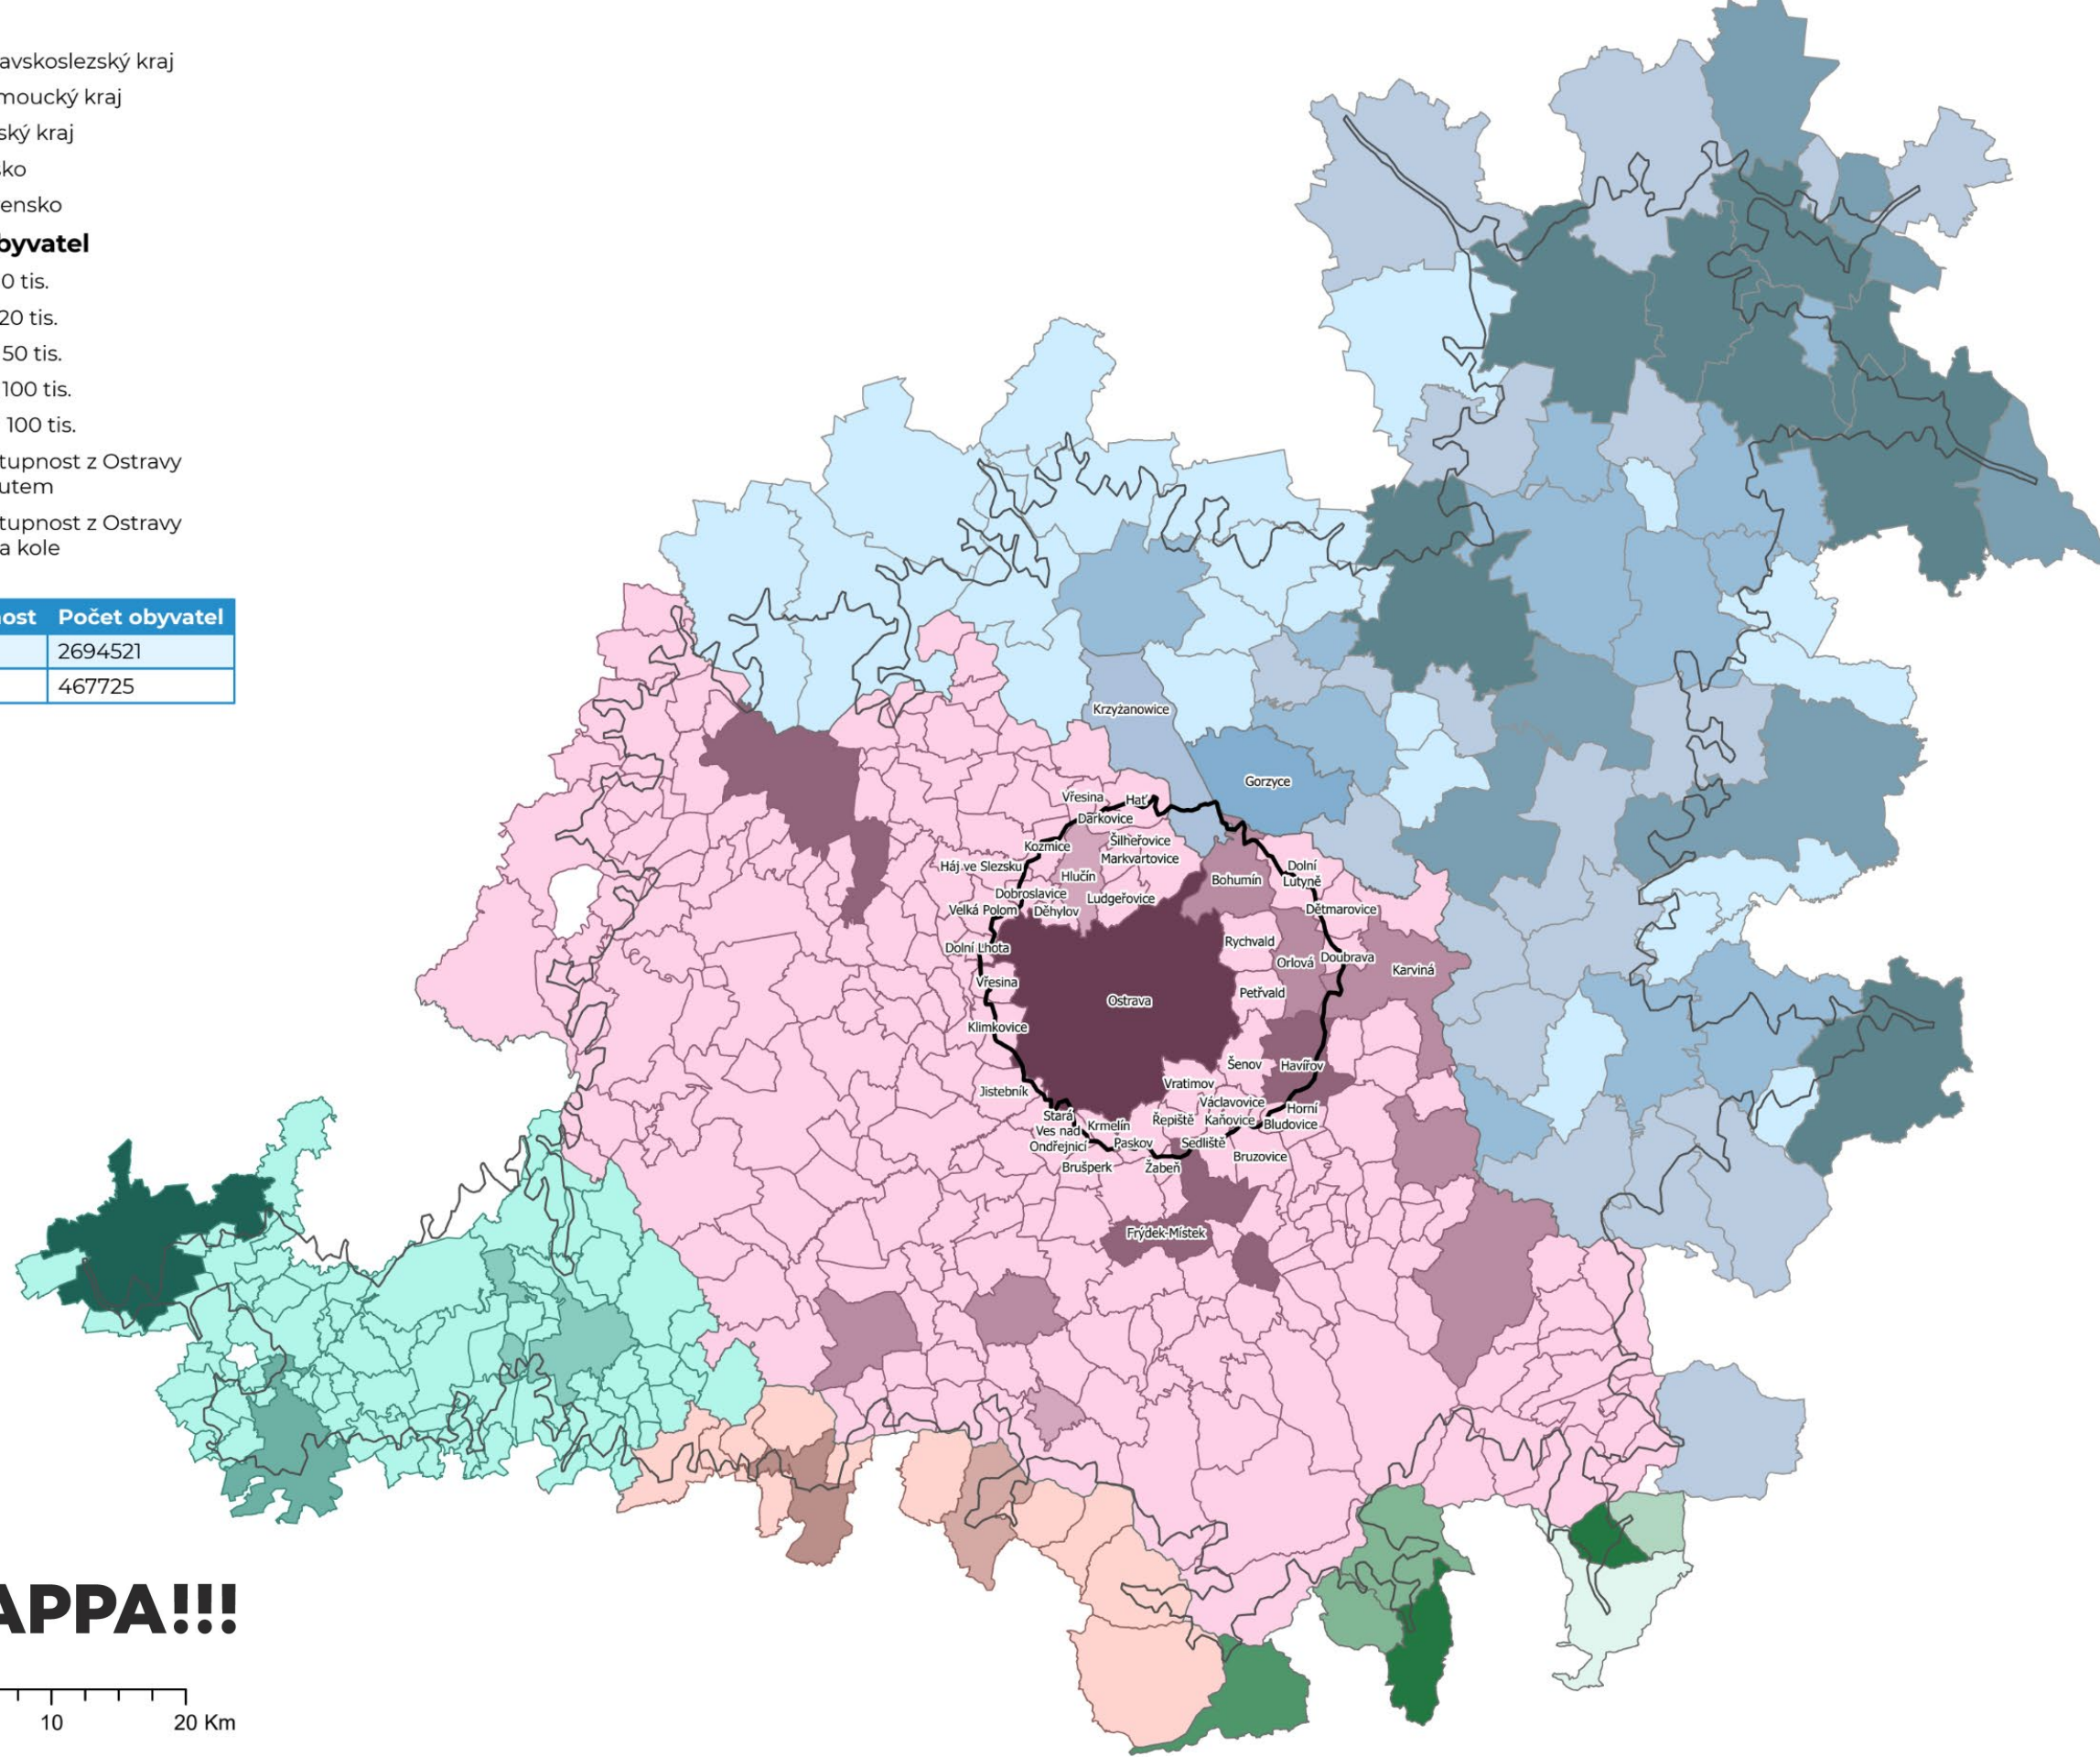 avskoslezský kraj
moucký kraj
ský kraj
sko
ensko
byvatel
0 tis.
20 tis.
50 tis.
100 tis.
100 tis.
tupnost z Ostravy
utem
tupnost z Ostravy
a kole
nost Počet obyvatel
2694521
467725
Krzyżanowice
Gorzyce
Vřesina
Hať
Darkovice
Šilheřovice
Kozmice
Markvartovice
Háj ve Slezsku
Hlučín
Bohumín
Dolní
Lutyně
Dobroslavice
Ludgeřovice
Velká Polom
Děhylov
Dětmarovice
Rychvald
Dolní Lhota
Orlová
Doubrava
Karviná
Vřesina
Petřvald
Ostrava
Klimkovice
Šenov
Havířov
Jistebník
Vratimov
Václavovice
Horní
Bludovice
Stará
Ves nad
Ondřejnicí
Krmelín
Řepiště
Kaňovice
Paskov
Sedliště
Brušperk
Žabeň
Bruzovice
Frýdek-Místek
APPA!!!
10 20 Km